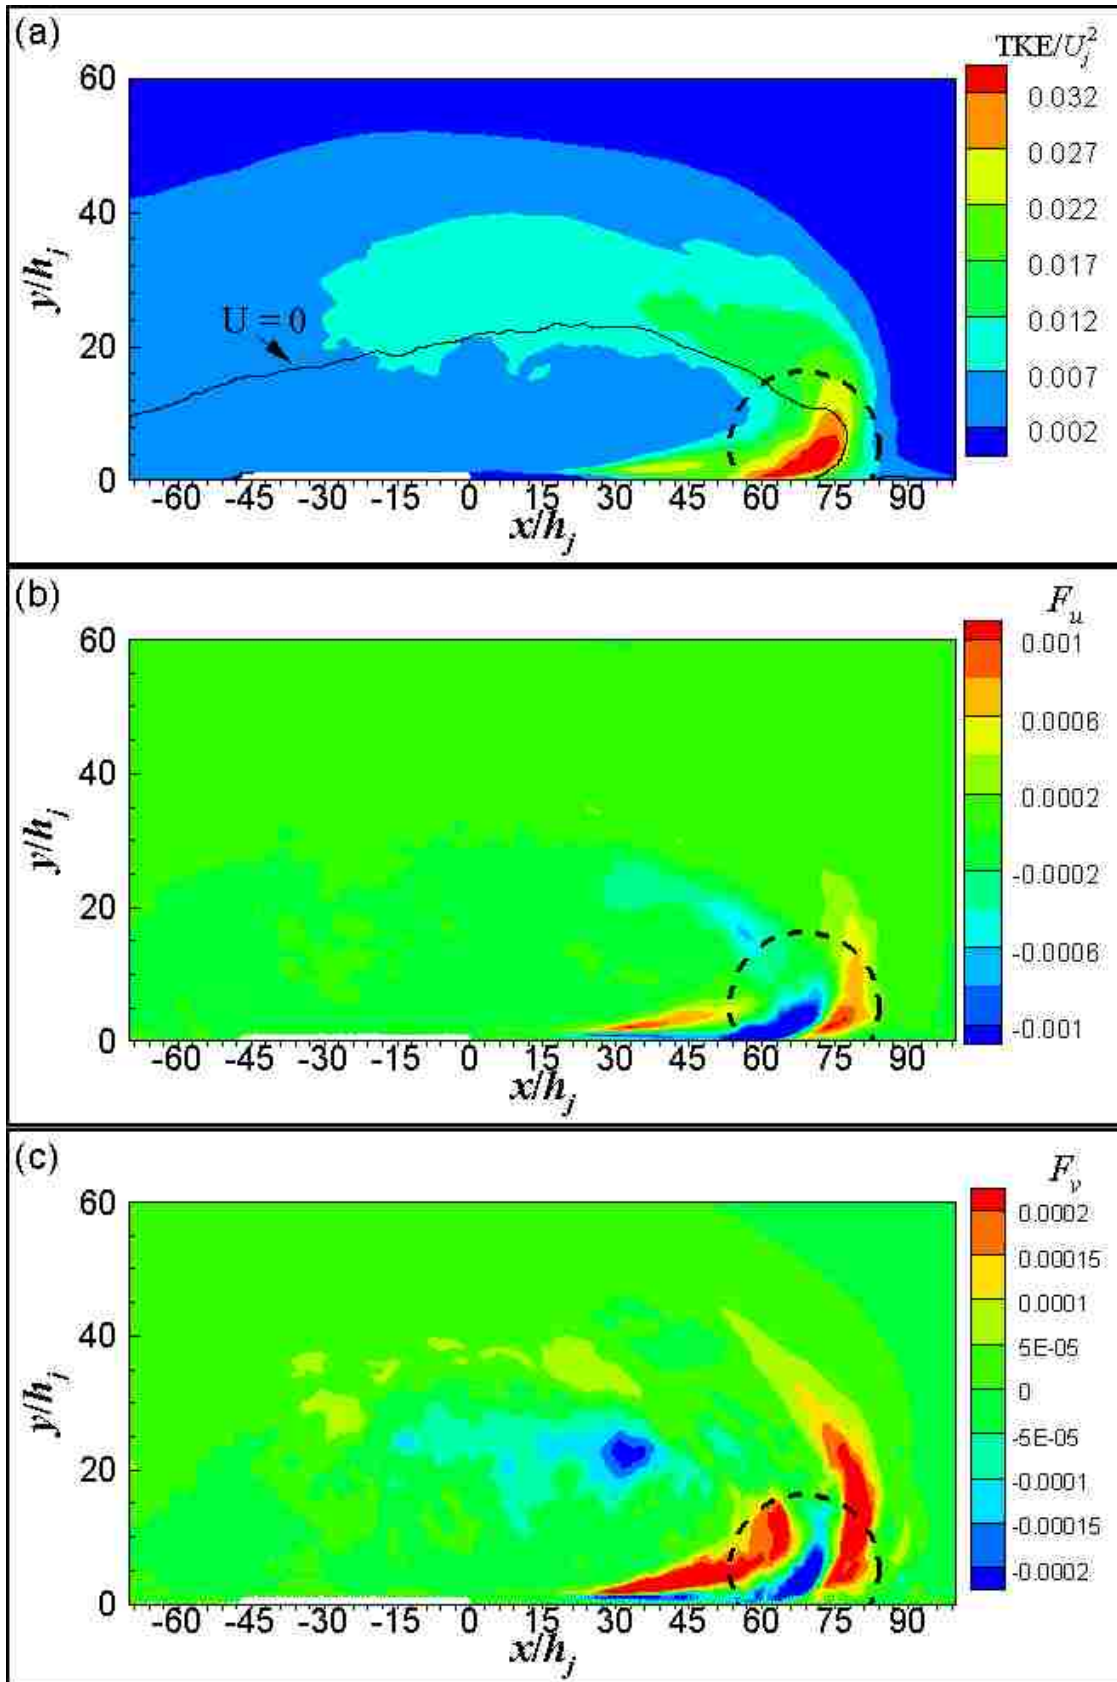 (a)
TKE/U_j^2
60
40
20
0
y/h_j
U = 0
0.032
0.027
0.022
0.017
0.012
0.007
0.002
-60 -45 -30 -15 0 15 30 45 60 75 90
x/h_j
(b)
F_u
60
40
20
0
y/h_j
0.001
0.0006
0.0002
-0.0002
-0.0006
-0.001
-60 -45 -30 -15 0 15 30 45 60 75 90
x/h_j
(c)
F_v
60
40
20
0
y/h_j
0.0002
0.00015
0.0001
5E-05
0
-5E-05
-0.0001
-0.00015
-0.0002
-60 -45 -30 -15 0 15 30 45 60 75 90
x/h_j